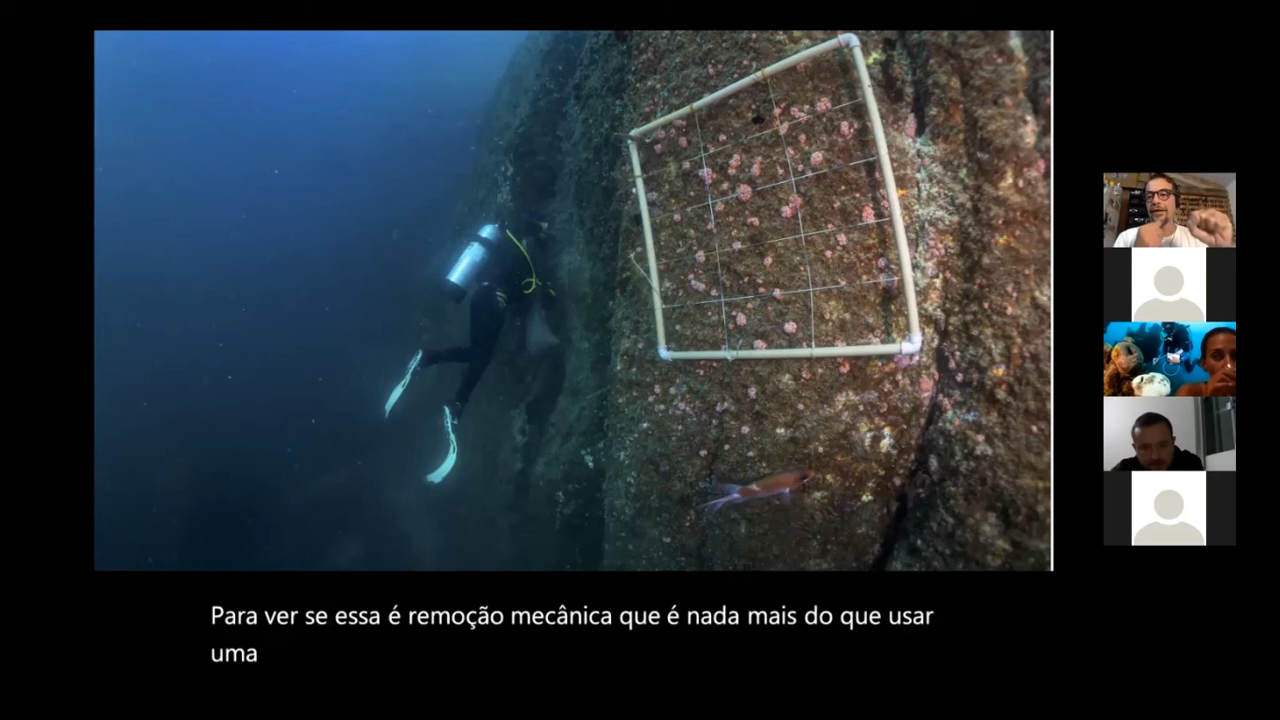 Para ver se essa é remoção mecânica que é nada mais do que usar
uma